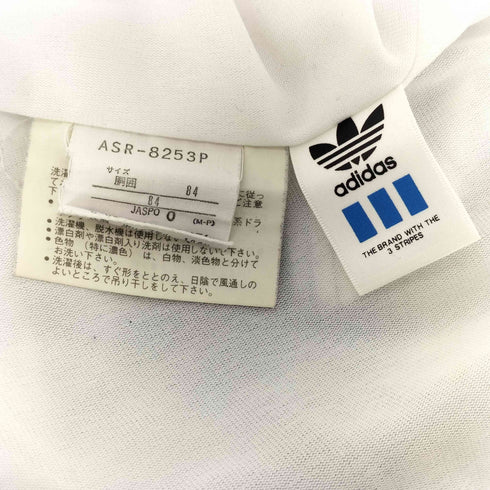 ASR-8253P
サイズ
胴囲 84
84
JASPO O (M-P)
洗濯機、脱水機は使用しな
漂白剤や漂白剤入り洗剤は使用しないで下さい。
色物（特に濃色）は、白物、淡色物と分けて
お洗い下さい。
洗濯後は、すぐ形をととのえ、日陰で風通しの
よいところで吊り干しをして下さい。
adidas
THE BRAND WITH THE
3 STRIPES